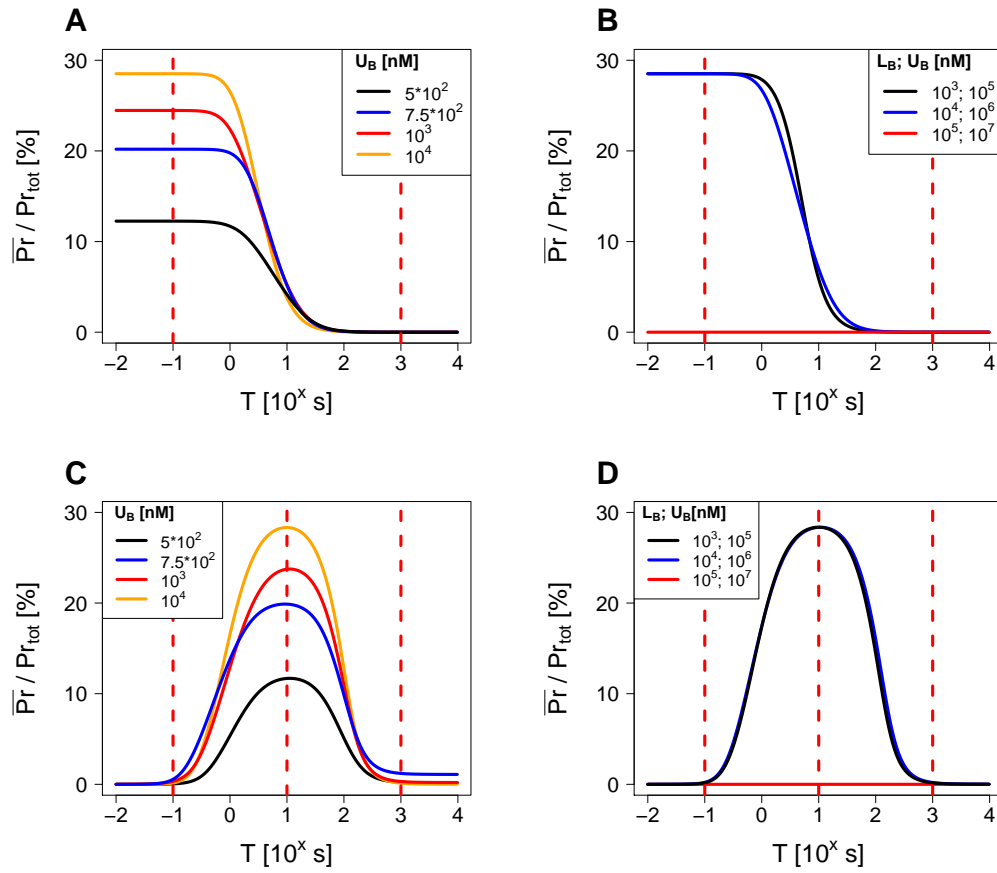 A
U_B [nM]
5*10^2
7.5*10^2
10^3
10^4
30
20
10
0
P̅r̅ / Pr_tot [%]
−2 −1 0 1 2 3 4
T [10^x s]
B
L_B; U_B [nM]
10^3; 10^5
10^4; 10^6
10^5; 10^7
30
20
10
0
P̅r̅ / Pr_tot [%]
−2 −1 0 1 2 3 4
T [10^x s]
C
U_B [nM]
5*10^2
7.5*10^2
10^3
10^4
30
20
10
0
P̅r̅ / Pr_tot [%]
−2 −1 0 1 2 3 4
T [10^x s]
D
L_B; U_B[nM]
10^3; 10^5
10^4; 10^6
10^5; 10^7
30
20
10
0
P̅r̅ / Pr_tot [%]
−2 −1 0 1 2 3 4
T [10^x s]